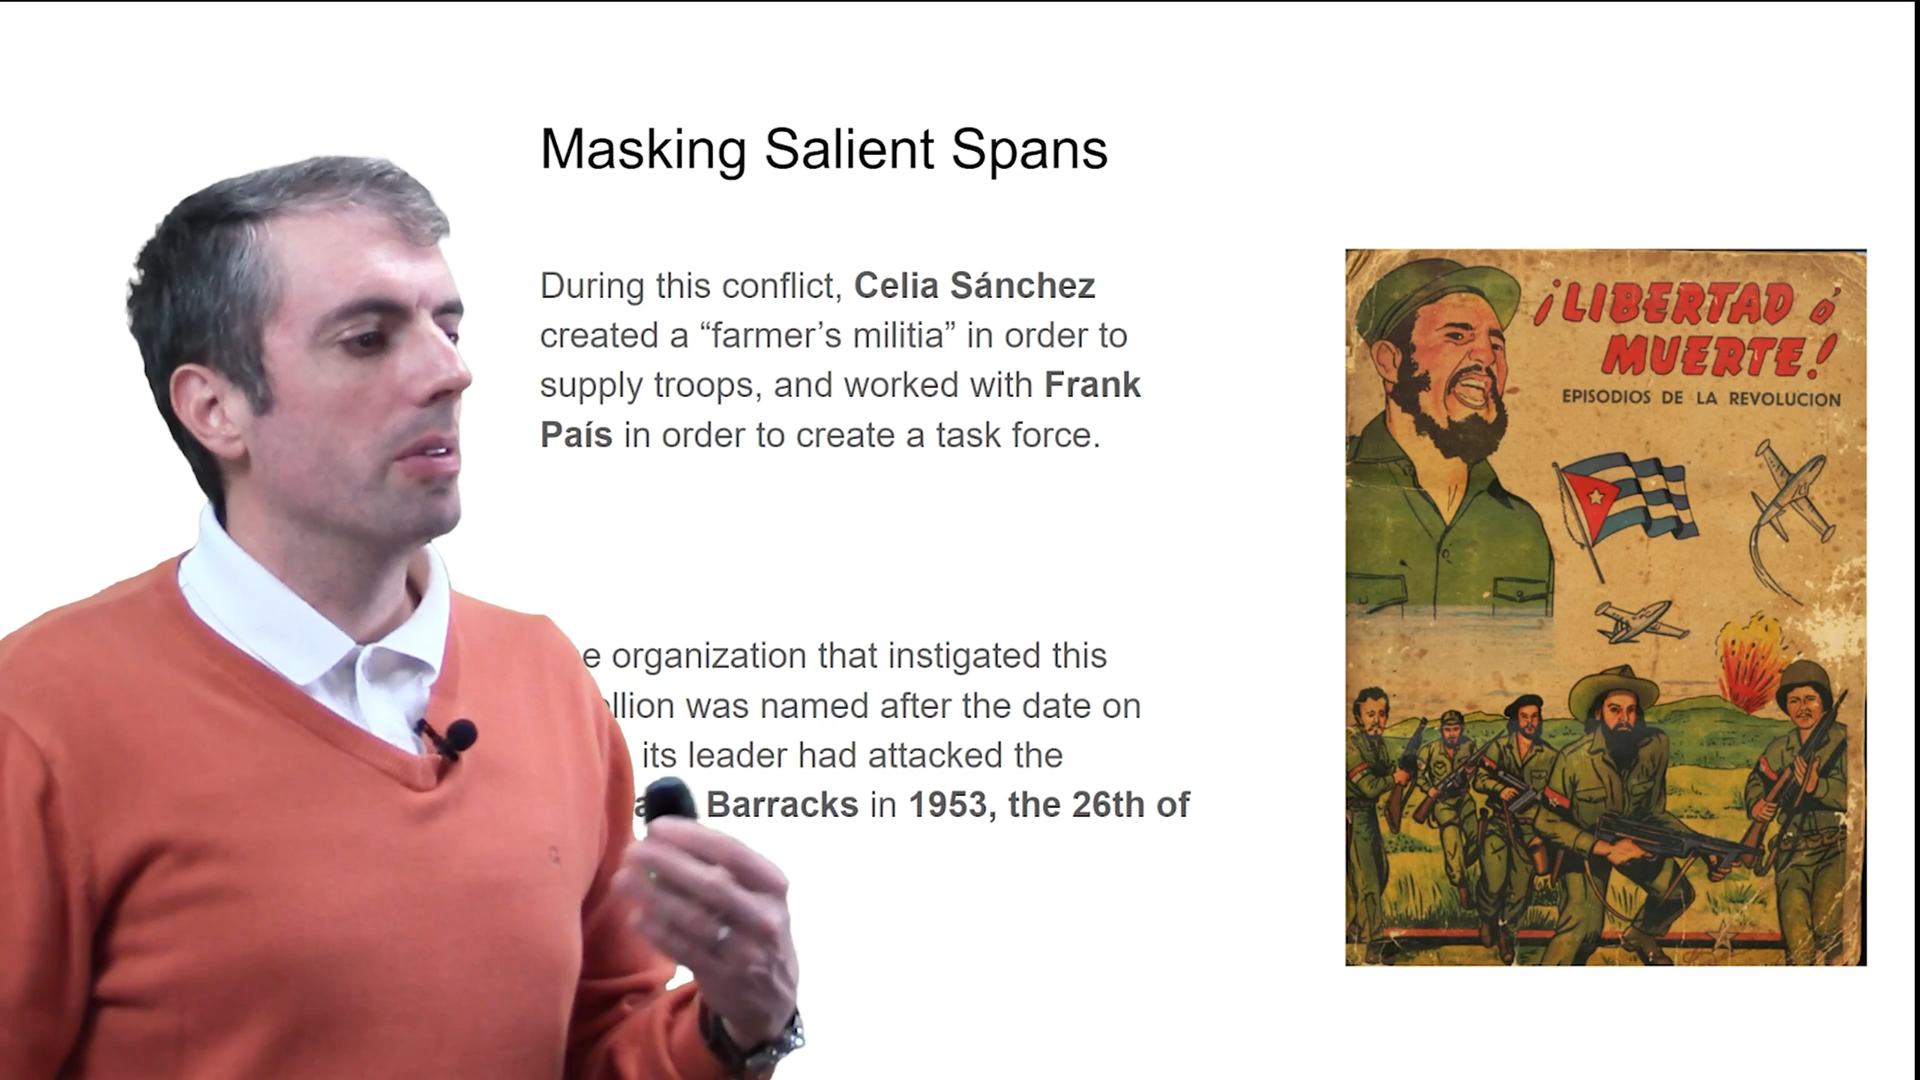 Masking Salient Spans
During this conflict, Celia Sánchez
created a “farmer’s militia” in order to
supply troops, and worked with Frank
País in order to create a task force.
organization that instigated this
was named after the date on
its leader had attacked the
Barracks in 1953, the 26th of
¡LIBERTAD ó
MUERTE!
EPISODIOS DE LA REVOLUCION